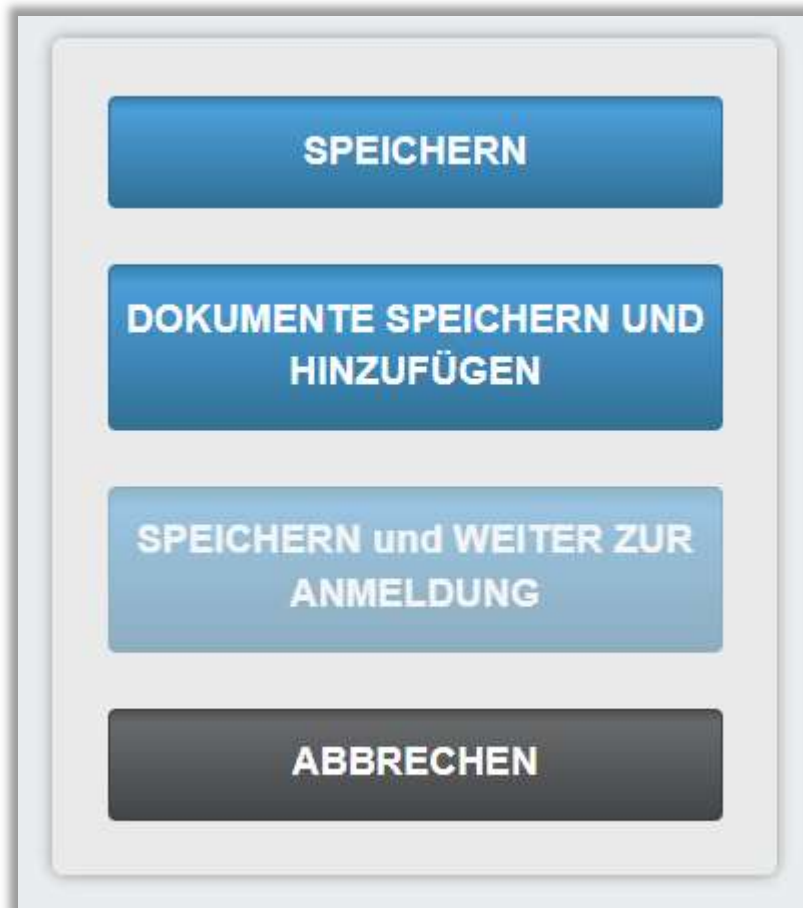 SPEICHERN
DOKUMENTE SPEICHERN UND
HINZUFÜGEN
SPEICHERN und WEITER ZUR
ANMELDUNG
ABBRECHEN